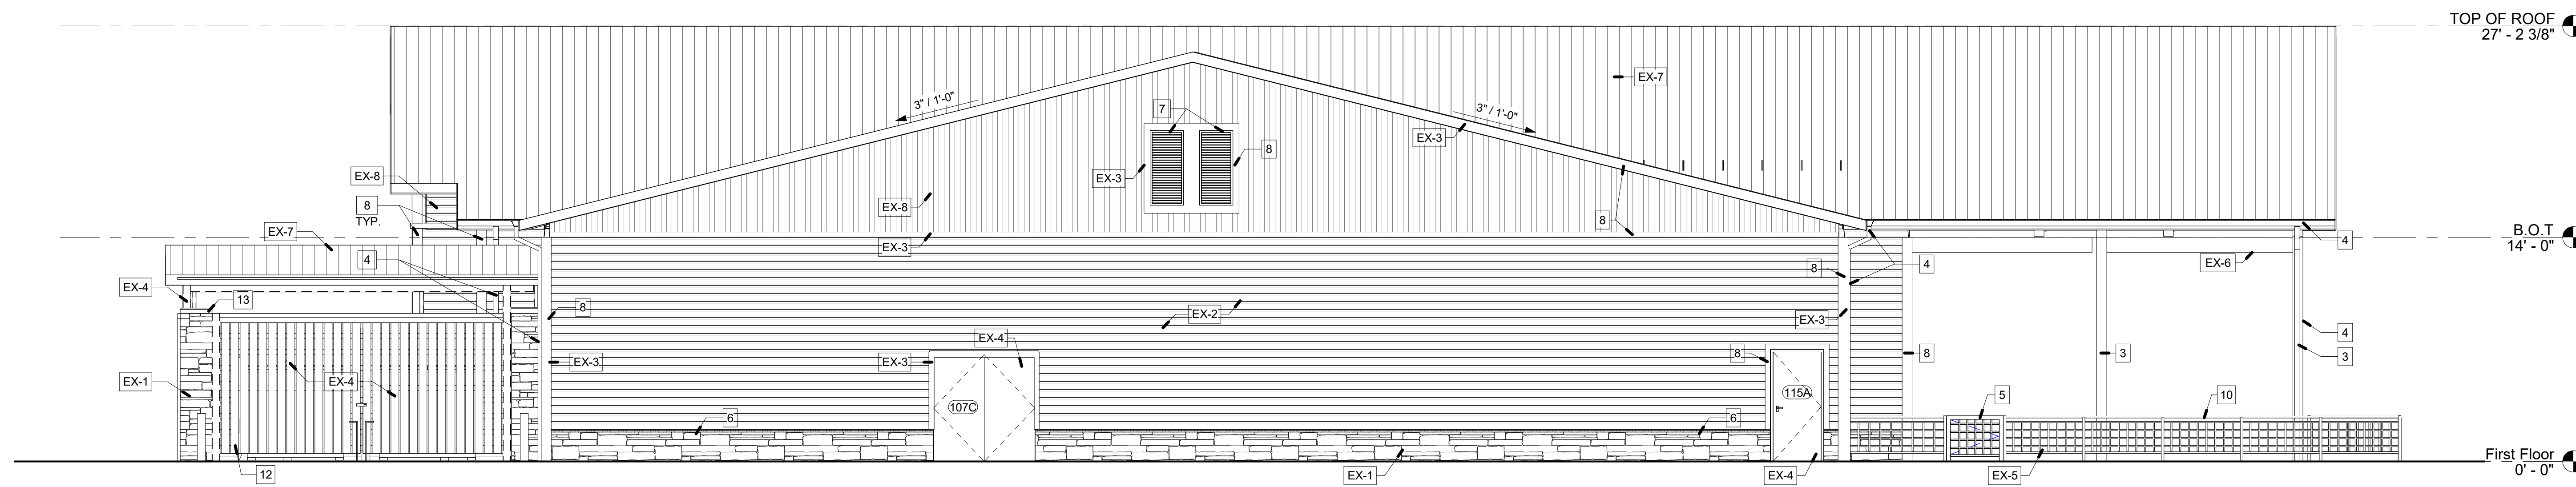 TOP OF ROOF
27' - 2 3/8"
EX-7
3" / 1'-0"
3" / 1'-0"
7
EX-3
8
EX-3
EX-8
EX-8
8
TYP.
8
EX-7
EX-3
B.O.T
14' - 0"
4
4
4
EX-6
8
EX-4
13
8
EX-2
EX-3
4
EX-4
EX-3
EX-3
8
8
3
3
EX-1
EX-4
107C
115A
5
10
6
6
12
EX-1
EX-4
EX-5
First Floor
0' - 0"